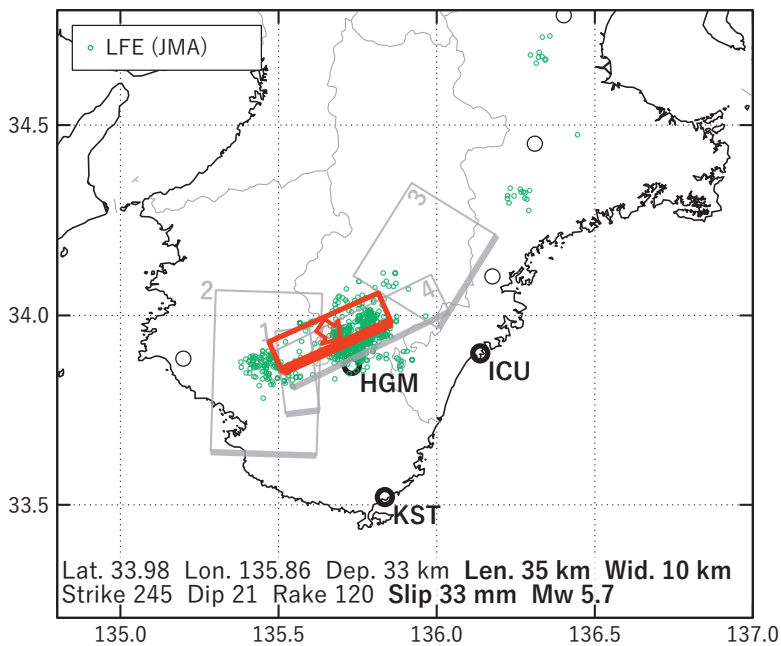 LFE (JMA)
34.5
3
4
2
34.0
1
HGM
ICU
33.5
KST
Lat. 33.98 Lon. 135.86 Dep. 33 km Len. 35 km Wid. 10 km
Strike 245 Dip 21 Rake 120 Slip 33 mm Mw 5.7
135.0 135.5 136.0 136.5 137.0